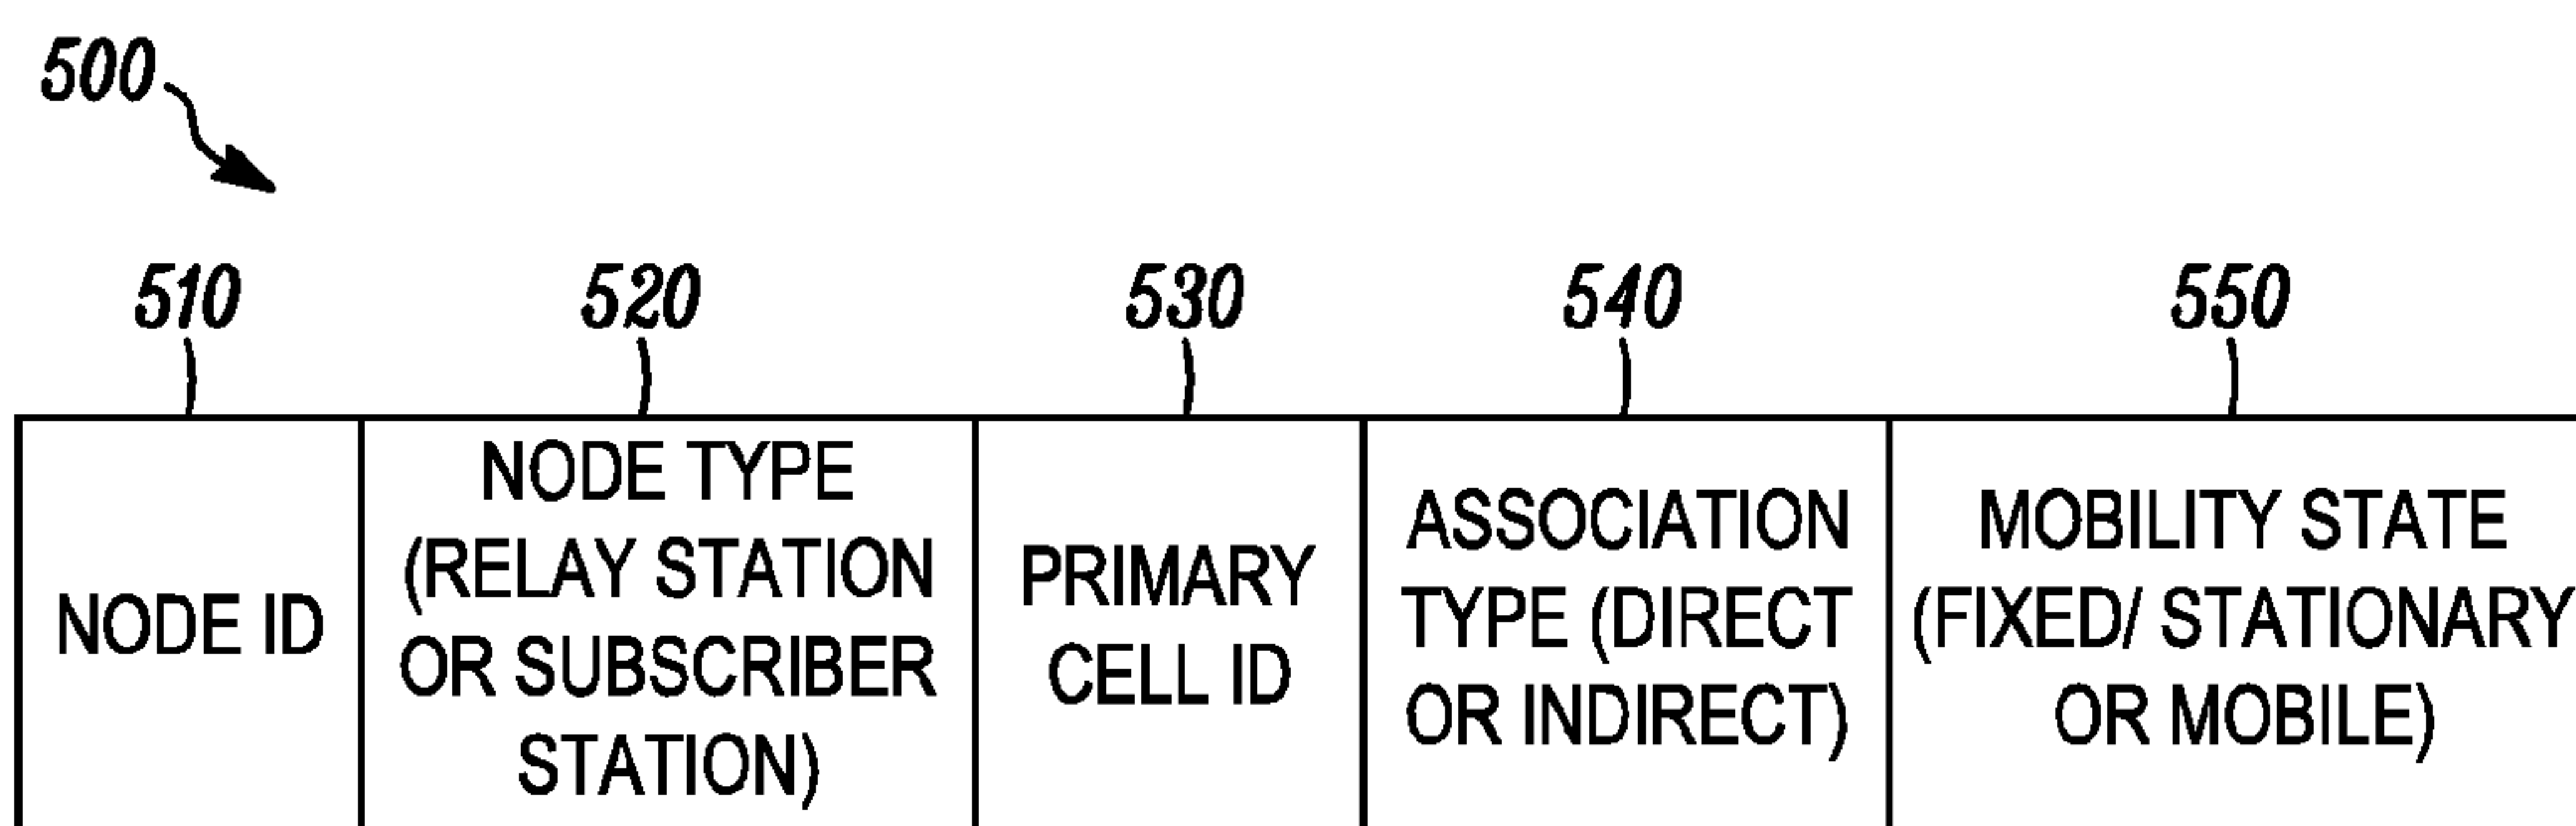 500
510
520
530
540
550
NODE ID
NODE TYPE
(RELAY STATION
OR SUBSCRIBER
STATION)
PRIMARY
CELL ID
ASSOCIATION
TYPE (DIRECT
OR INDIRECT)
MOBILITY STATE
(FIXED/ STATIONARY
OR MOBILE)